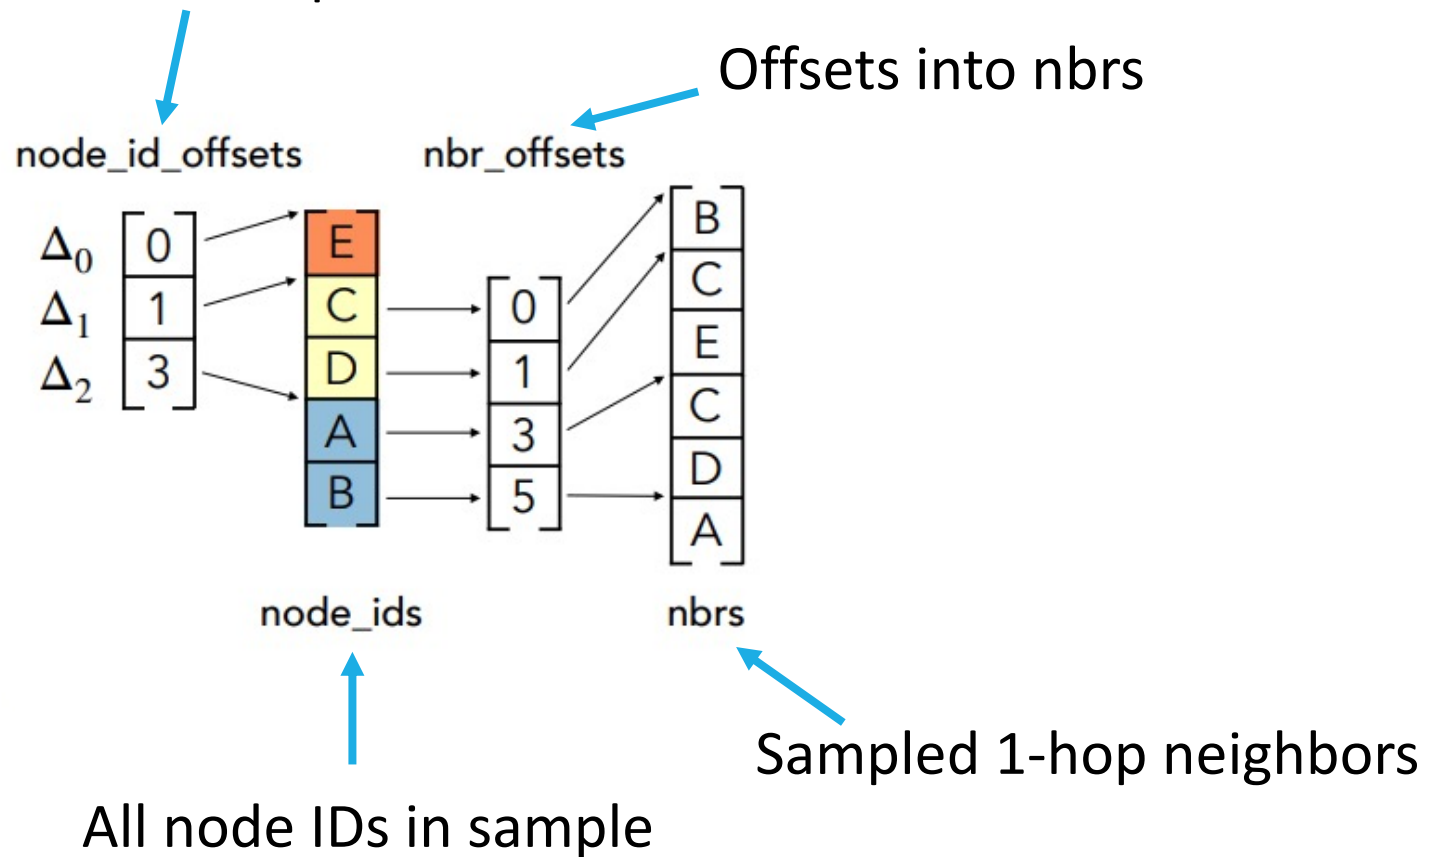 Offsets into nbrs
node_id_offsets
nbr_offsets
Δ0 0
Δ1 1
Δ2 3
E
C
D
A
B
0
1
3
5
B
C
E
C
D
A
node_ids
nbrs
Sampled 1-hop neighbors
All node IDs in sample